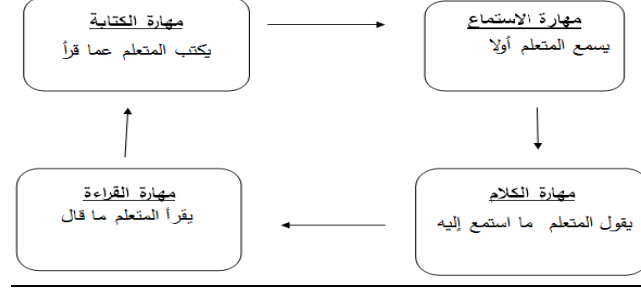 مهارة الاستماع
يسمع المتعلم أولا
مهارة الكلام
يقول المتعلم ما استمع إليه
مهارة القراءة
يقرأ المتعلم ما قال
مهارة الكتابة
يكتب المتعلم عما قرأ